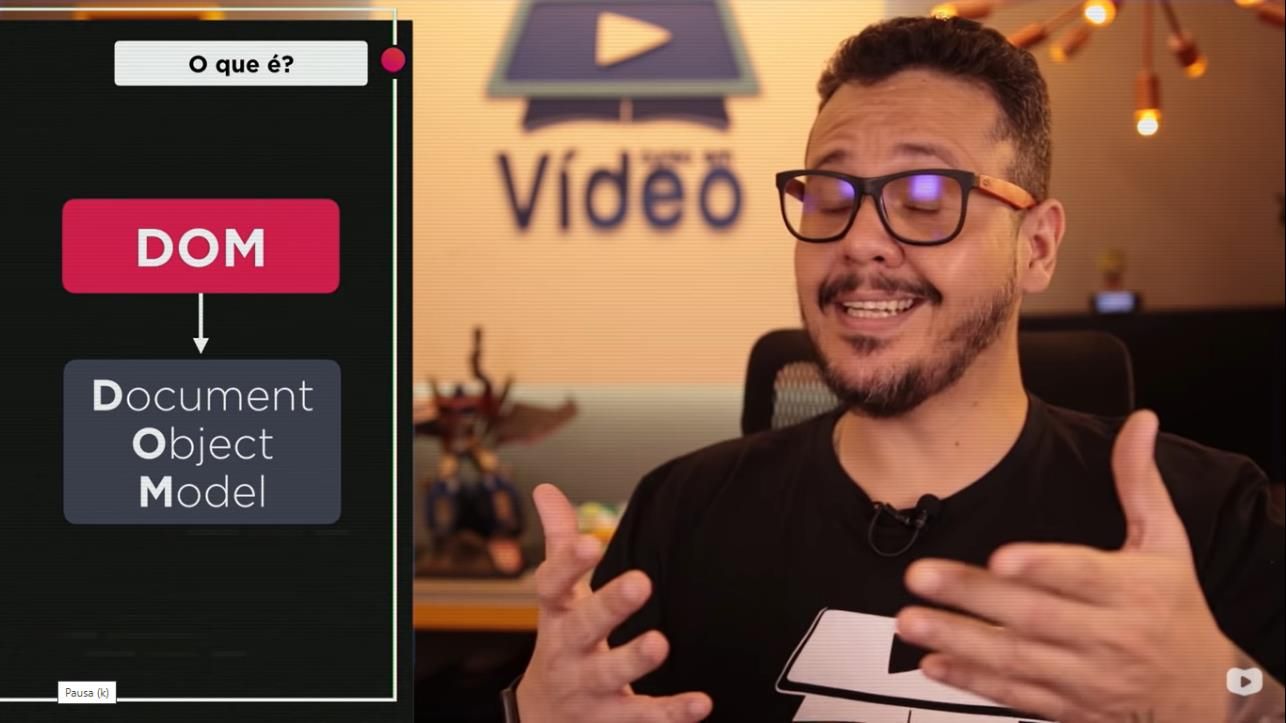 O que é?
DOM
Document
Object
Model
Vídeo
Pausa (k)